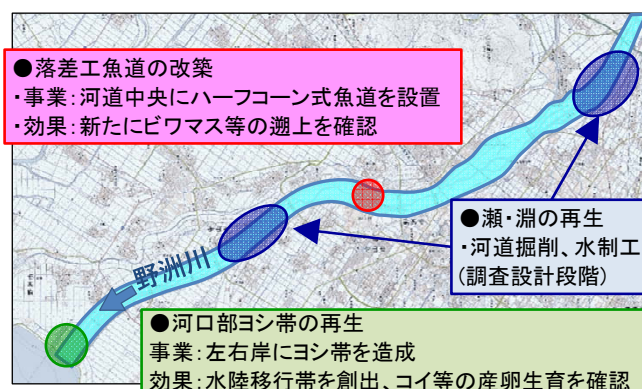 ●落差工魚道の改築
・事業:河道中央にハーフコーン式魚道を設置
・効果:新たにビワマス等の遡上を確認
●瀬・淵の再生
・河道掘削、水制工
(調査設計段階)
野洲川
●河口部ヨシ帯の再生
事業:左右岸にヨシ帯を造成
効果:水陸移行帯を創出、コイ等の産卵生育を確認